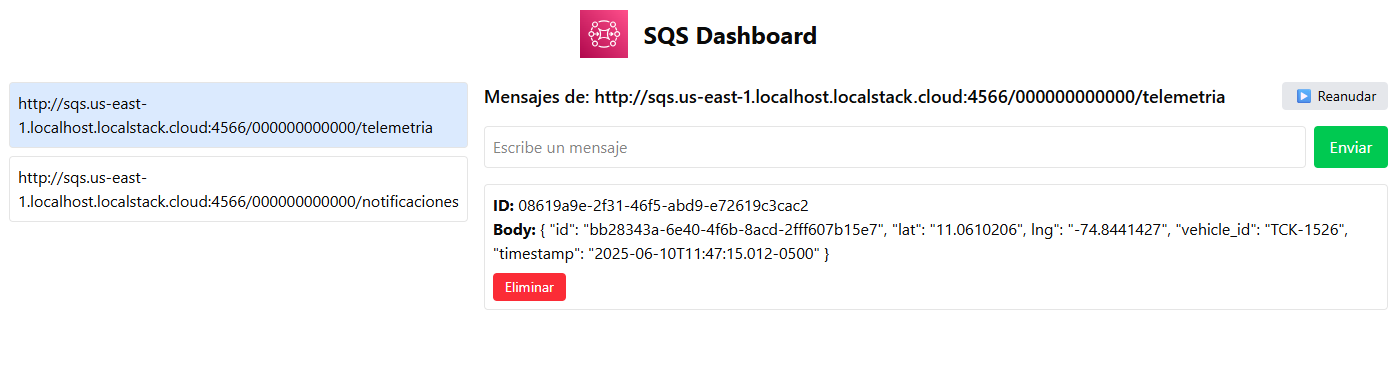 SQS Dashboard
http://sqs.us-east-
1.localhost.localstack.cloud:4566/000000000000/telemetria
http://sqs.us-east-
1.localhost.localstack.cloud:4566/000000000000/notificaciones
Mensajes de: http://sqs.us-east-1.localhost.localstack.cloud:4566/000000000000/telemetria
Reanudar
Escribe un mensaje
Enviar
ID: 08619a9e-2f31-46f5-abd9-e72619c3cac2
Body: { "id": "bb28343a-6e40-4f6b-8acd-2fff607b15e7", "lat": "11.0610206", lng": "-74.8441427", "vehicle_id": "TCK-1526",
"timestamp": "2025-06-10T11:47:15.012-0500" }
Eliminar